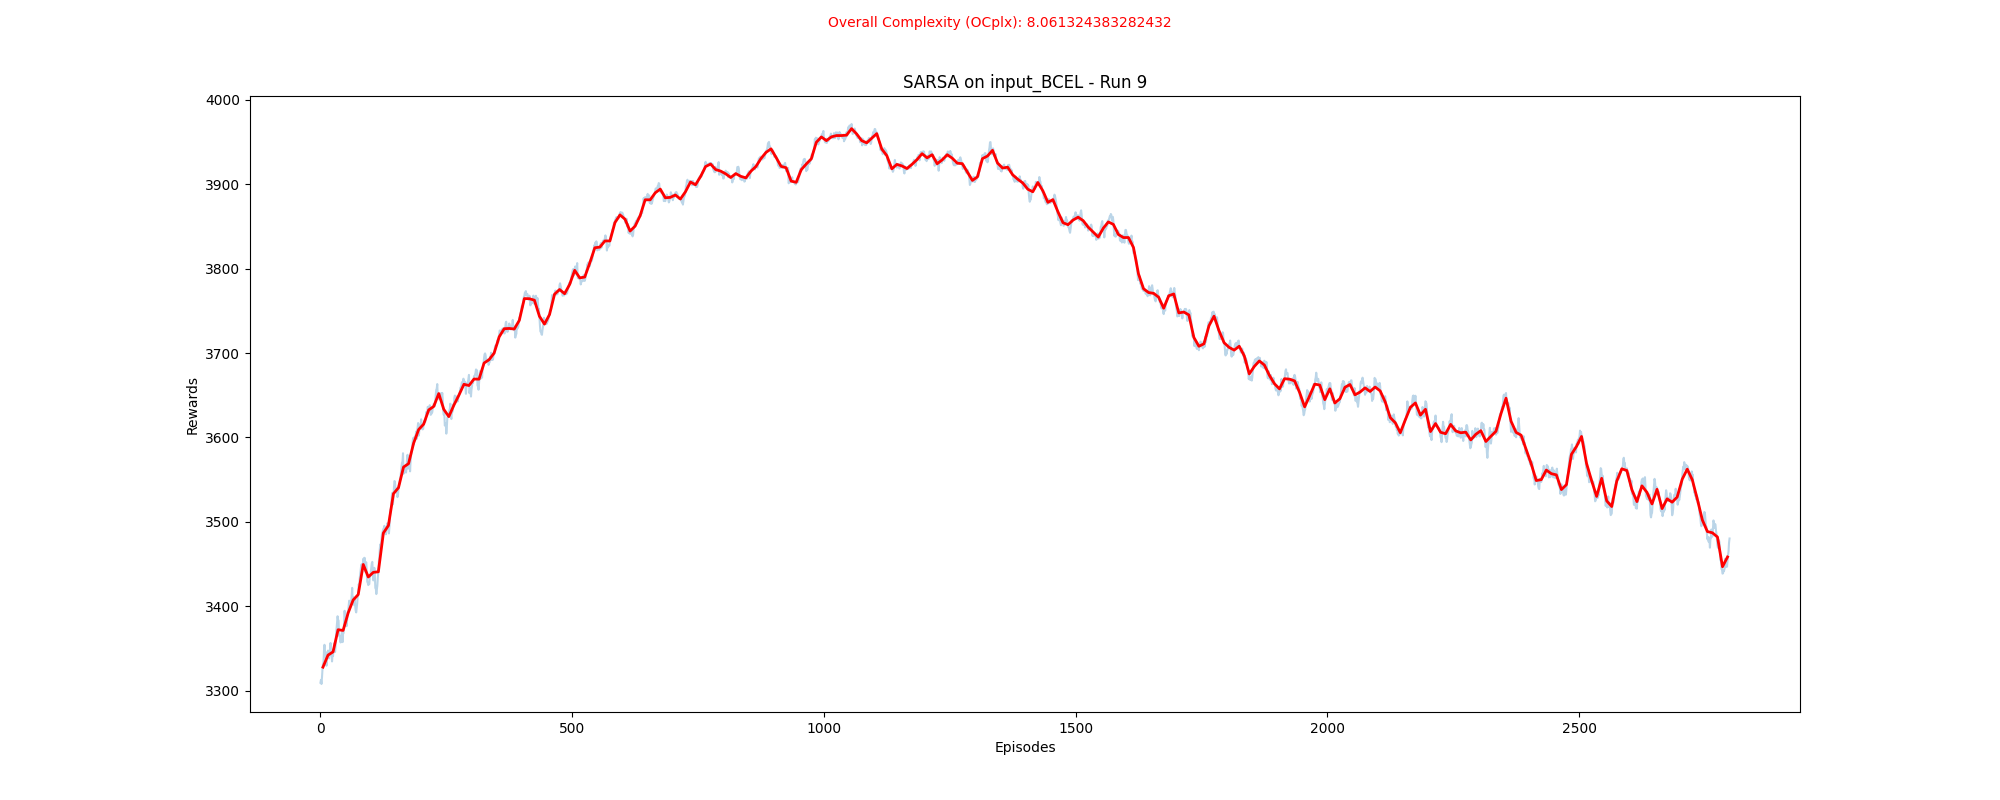 Overall Complexity (OCplx): 8.061324383282432
SARSA on input_BCEL - Run 9
4000
3900
3800
3700
3600
3500
3400
3300
Rewards
0 500 1000 1500 2000 2500
Episodes